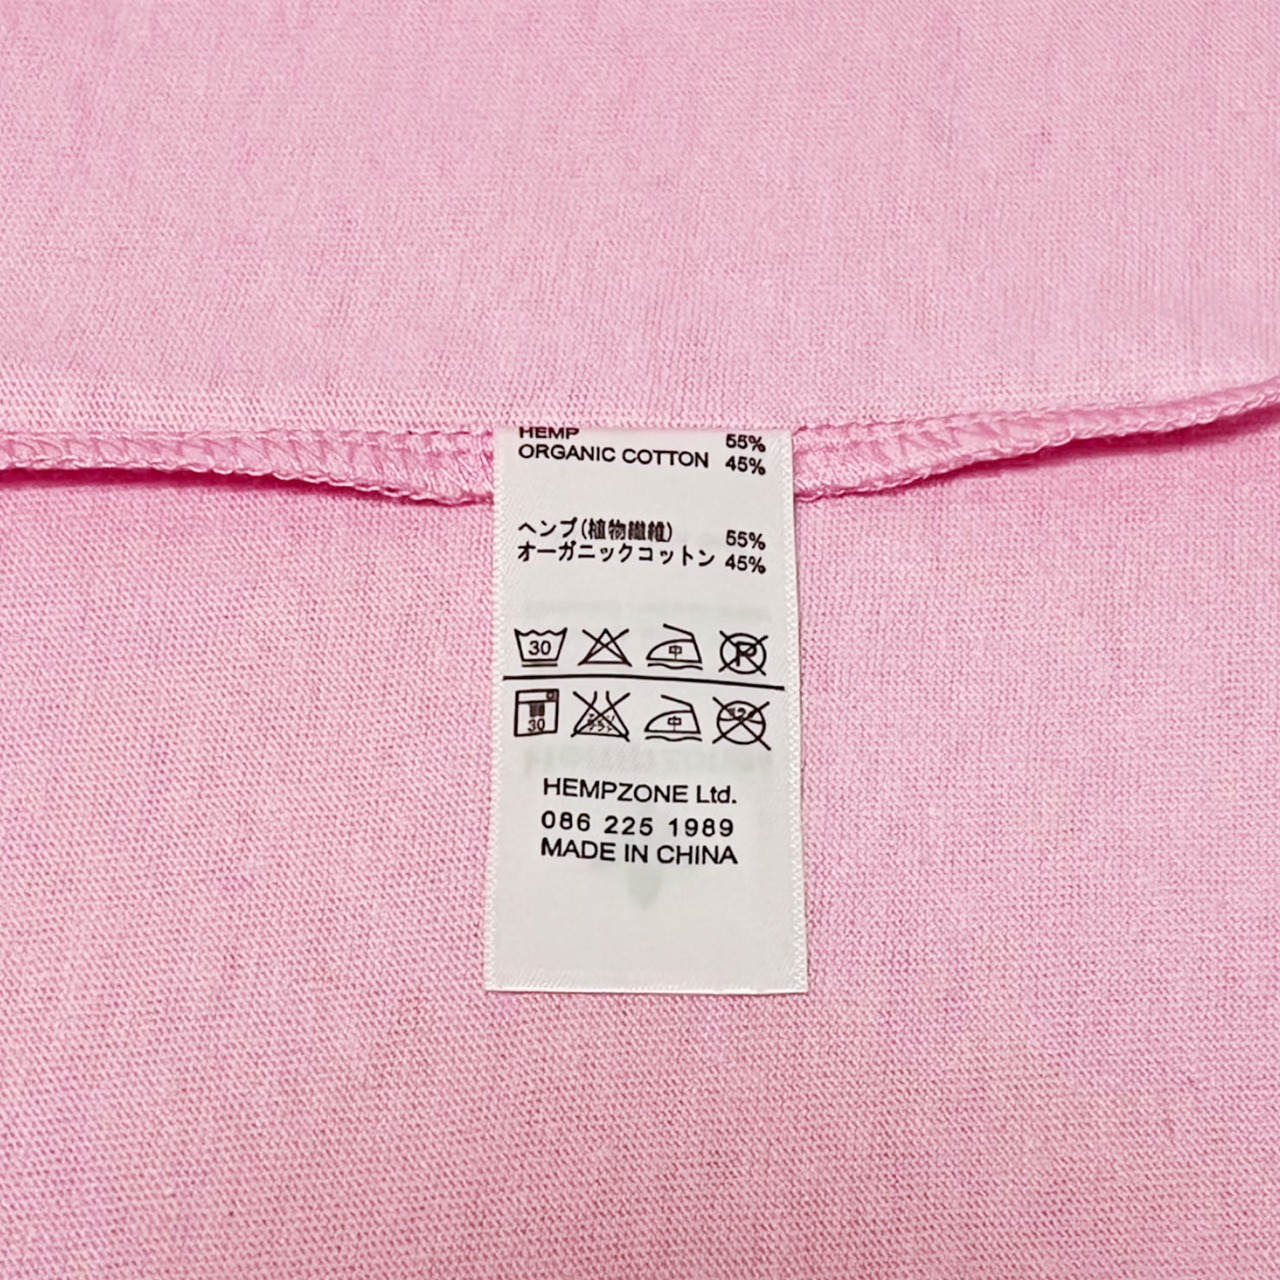 HEMP 55%
ORGANIC COTTON 45%
ヘンプ(植物繊維) 55%
オーガニックコットン 45%
30 中 P
30 中
HEMPZONE Ltd.
086 225 1989
MADE IN CHINA